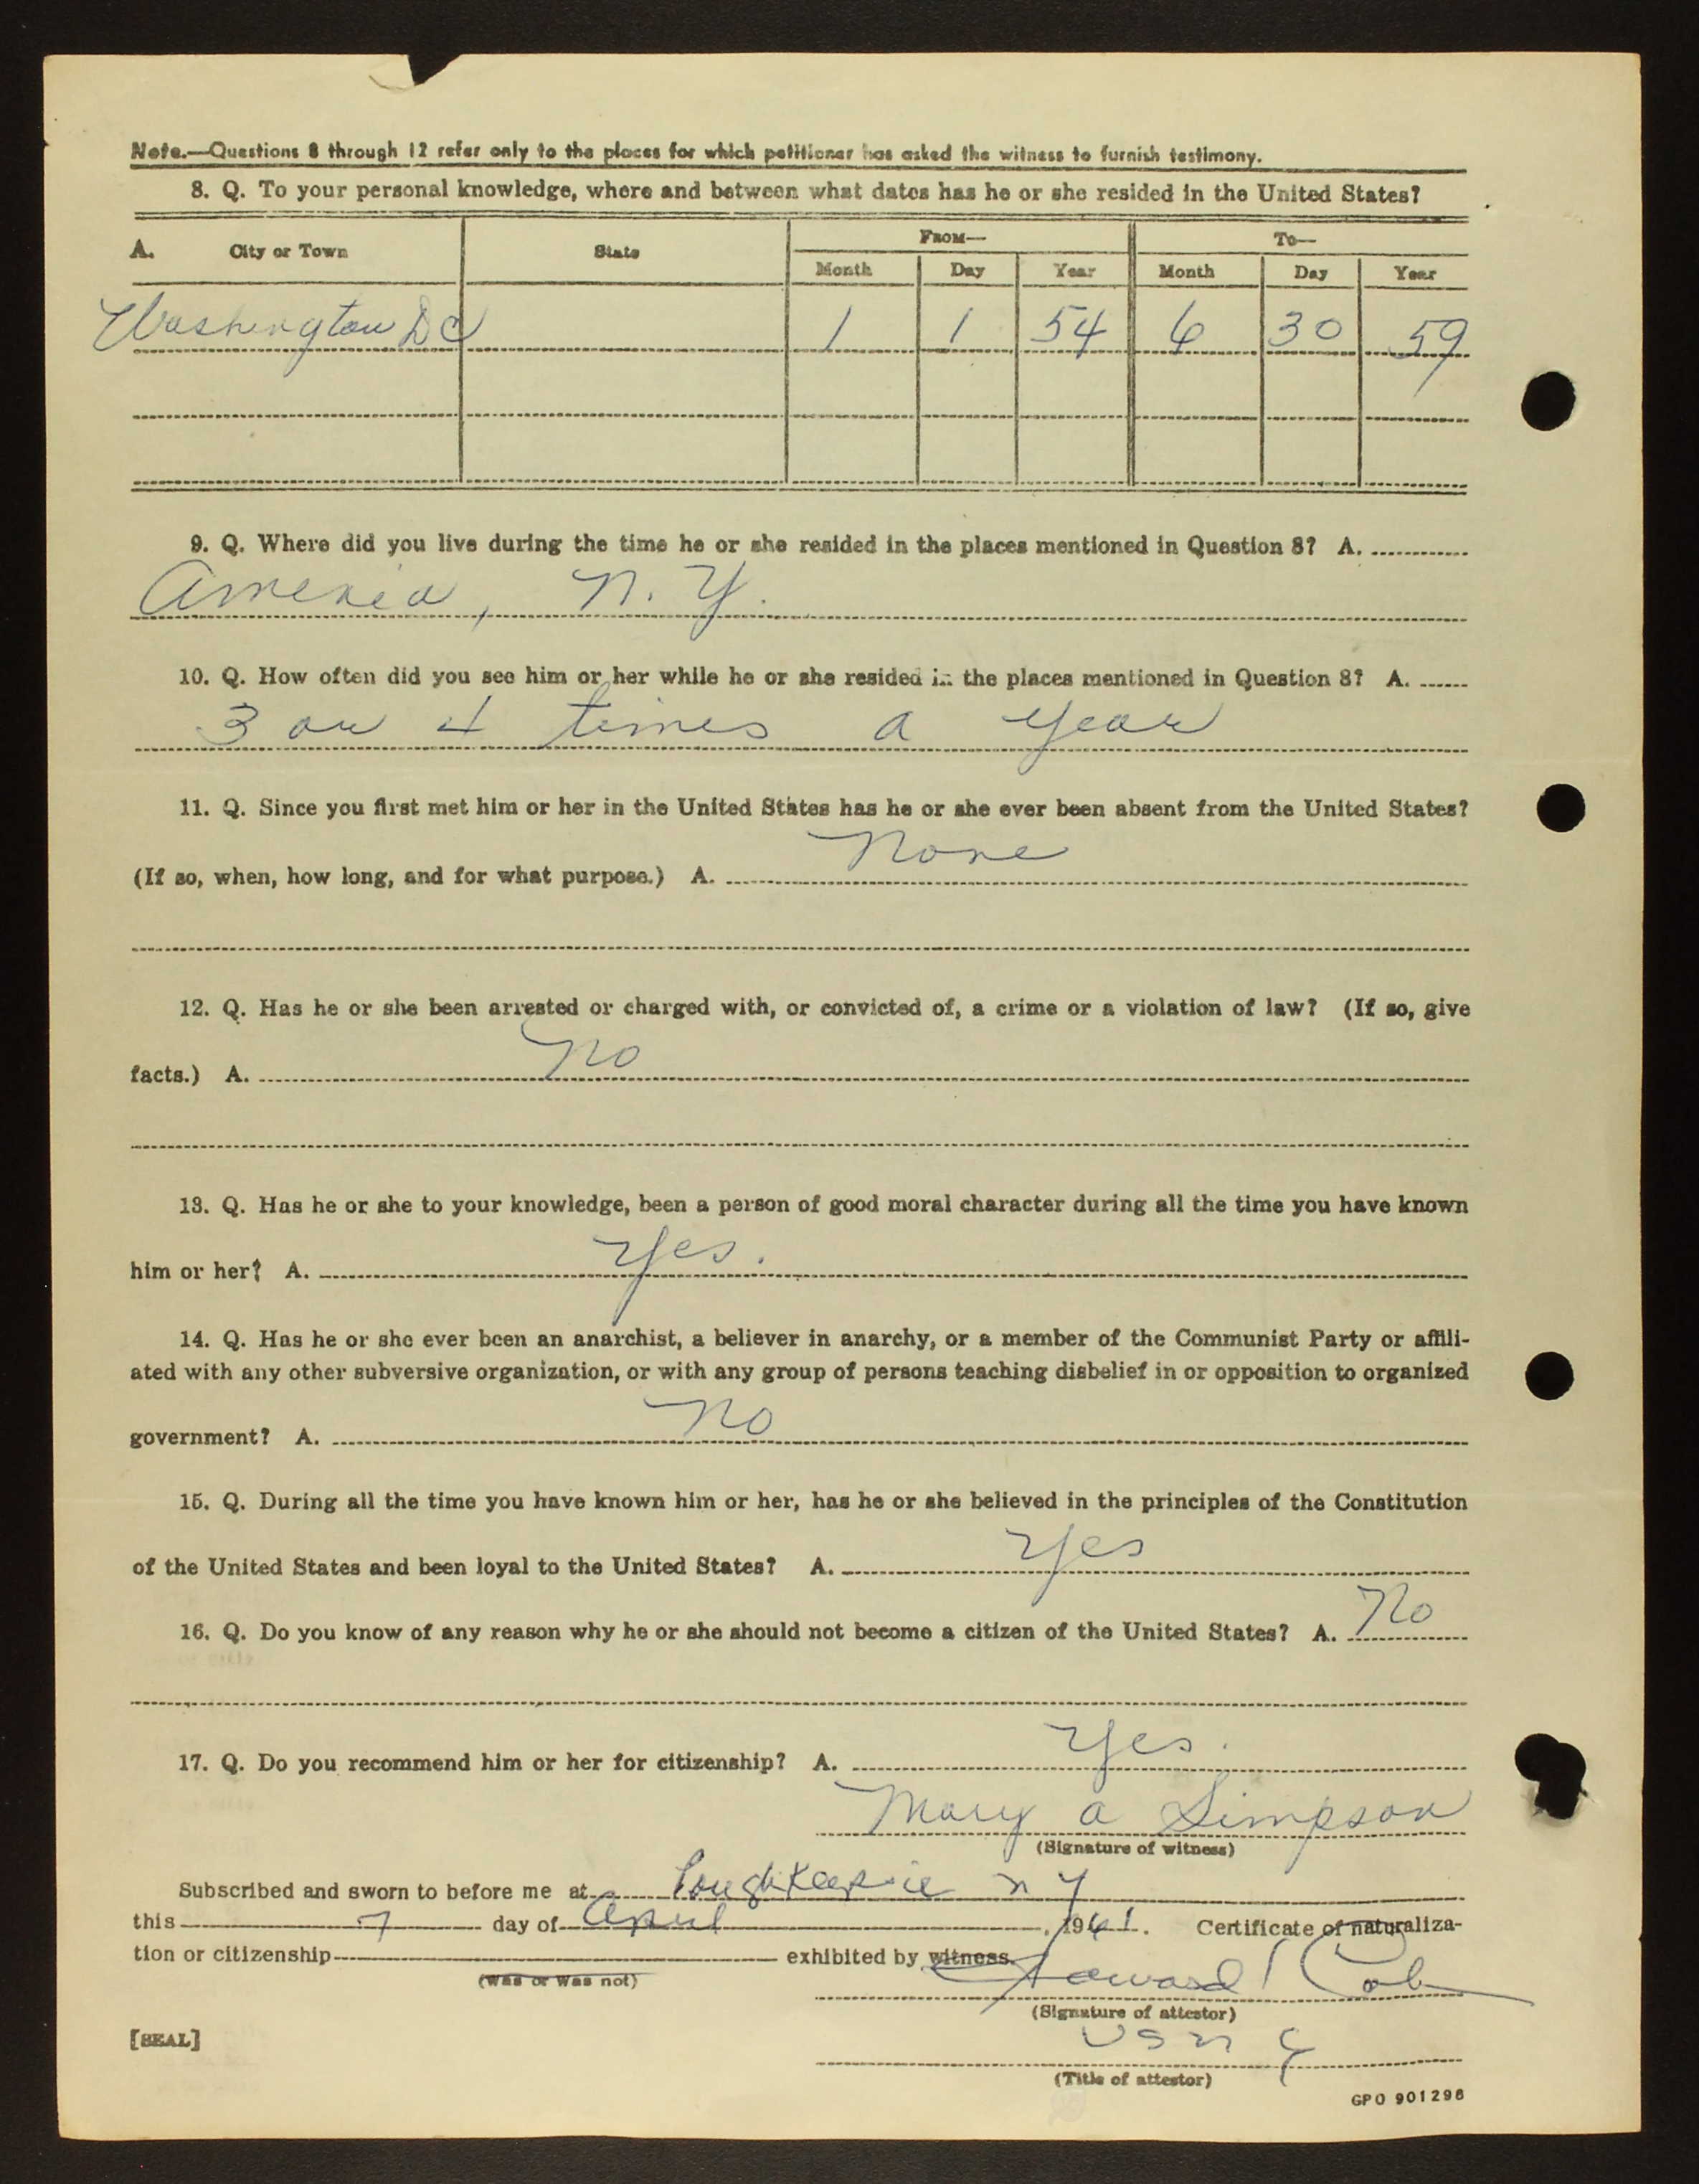 Note.—Questions 8 through 12 refer only to the places for which petitioner has asked the witness to furnish testimony.
8. Q. To your personal knowledge, where and between what dates has he or she resided in the United States?
A. City or Town State From— To—
Month Day Year Month Day Year
Washington DC 1 1 54 6 30 59
9. Q. Where did you live during the time he or she resided in the places mentioned in Question 8? A.
Amenia, N. Y.
10. Q. How often did you see him or her while he or she resided in the places mentioned in Question 8? A.
3 or 4 times a year
11. Q. Since you first met him or her in the United States has he or she ever been absent from the United States?
(If so, when, how long, and for what purpose.) A. None
12. Q. Has he or she been arrested or charged with, or convicted of, a crime or a violation of law? (If so, give
facts.) A. No
13. Q. Has he or she to your knowledge, been a person of good moral character during all the time you have known
him or her? A. Yes.
14. Q. Has he or she ever been an anarchist, a believer in anarchy, or a member of the Communist Party or affili-
ated with any other subversive organization, or with any group of persons teaching disbelief in or opposition to organized
government? A. No
15. Q. During all the time you have known him or her, has he or she believed in the principles of the Constitution
of the United States and been loyal to the United States? A. Yes
16. Q. Do you know of any reason why he or she should not become a citizen of the United States? A. No
17. Q. Do you recommend him or her for citizenship? A. Yes.
Mary A Simpson
(Signature of witness)
Subscribed and sworn to before me at Poughkeepsie N Y
this 7 day of April, 1961. Certificate of naturaliza-
tion or citizenship exhibited by witness.
(was or was not)
Howard
(Signature of attestor)
[SEAL]
(Title of attestor)
GPO 901298